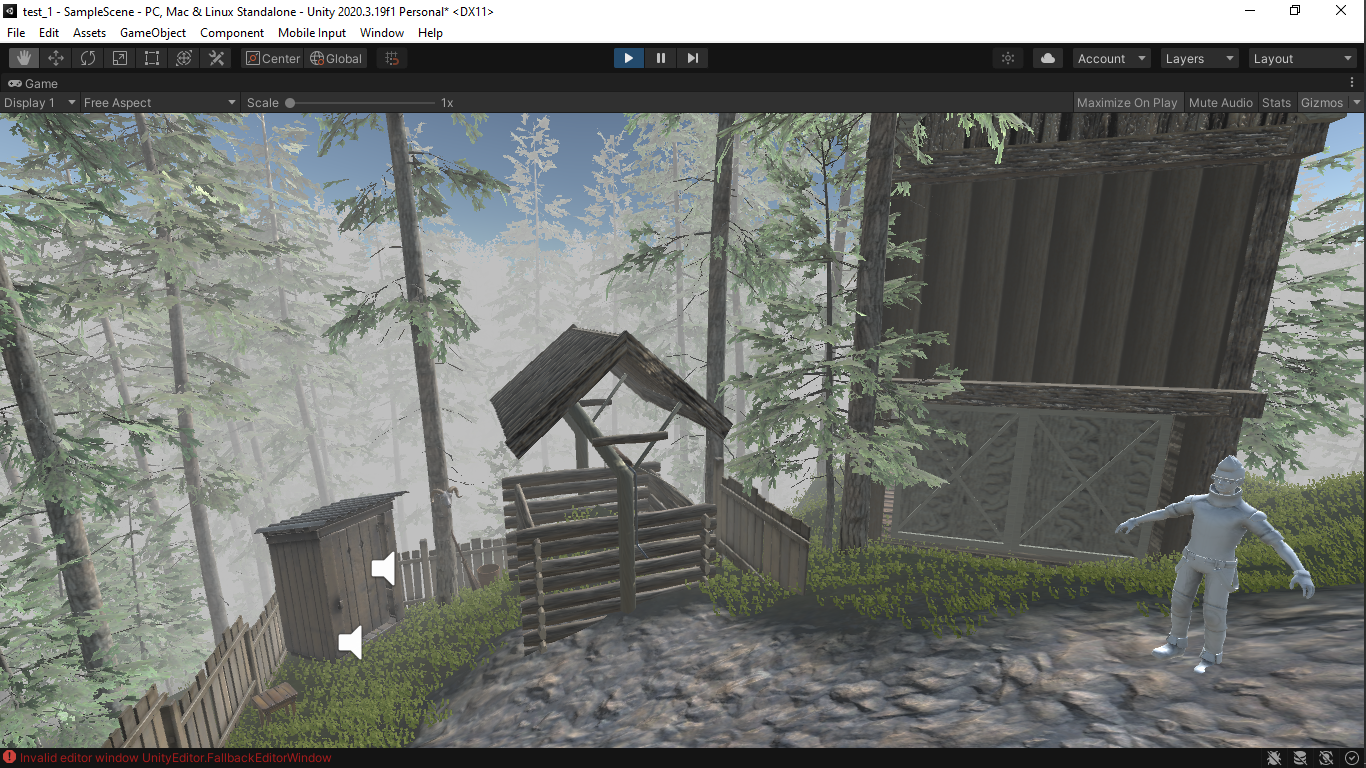 test_1 - SampleScene - PC, Mac & Linux Standalone - Unity 2020.3.19f1 Personal* <DX11>
File Edit Assets GameObject Component Mobile Input Window Help
Center Global Account Layers Layout
Game
Display 1 Free Aspect Scale 1x Maximize On Play Mute Audio Stats Gizmos
Invalid editor window UnityEditor.FallbackEditorWindow